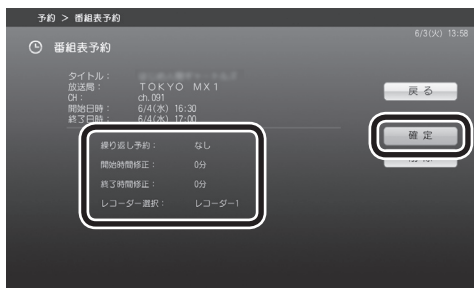 予約 > 番組表予約
6/3(火) 13:58
番組表予約
タイトル：
放送局： TOKYO MX1
CH： ch.091
開始日時： 6/4(水) 16:30
終了日時： 6/4(水) 17:00
繰り返し予約： なし
開始時間修正： 0分
終了時間修正： 0分
レコーダー選択： レコーダー1
戻る
確定